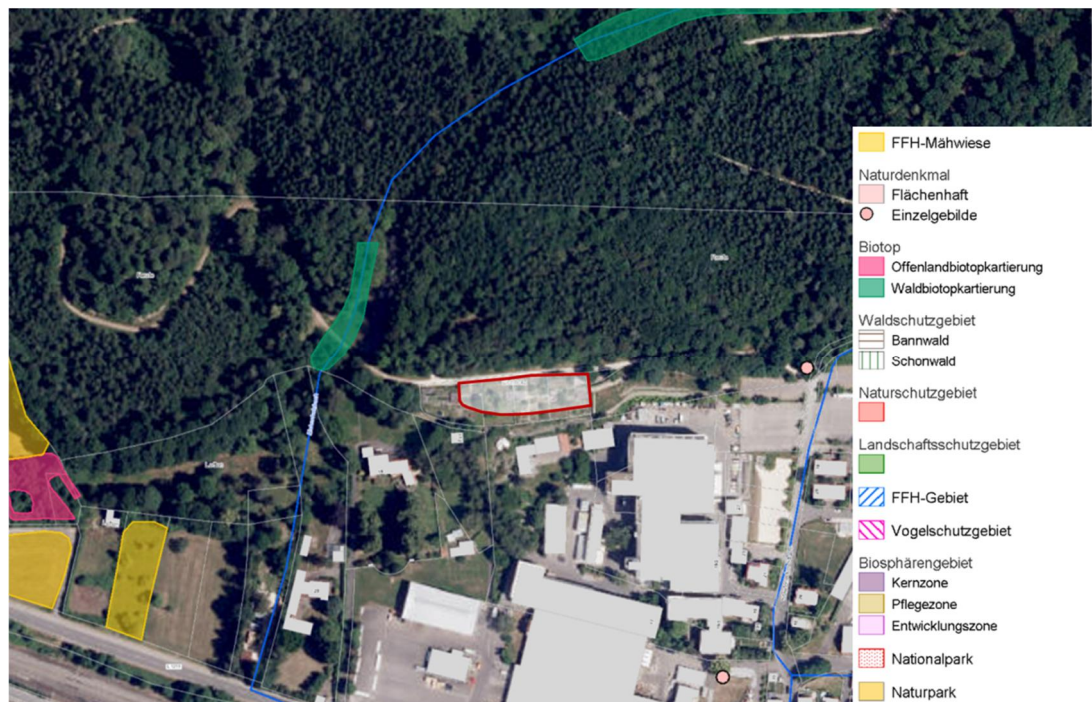 FFH-Mähwiese
Naturdenkmal
Flächenhaft
Einzelgebilde
Biotop
Offenlandbiotopkartierung
Waldbiotopkartierung
Waldschutzgebiet
Bannwald
Schonwald
Naturschutzgebiet
Landschaftsschutzgebiet
FFH-Gebiet
Vogelschutzgebiet
Biosphärengebiet
Kernzone
Pflegezone
Entwicklungszone
Nationalpark
Naturpark